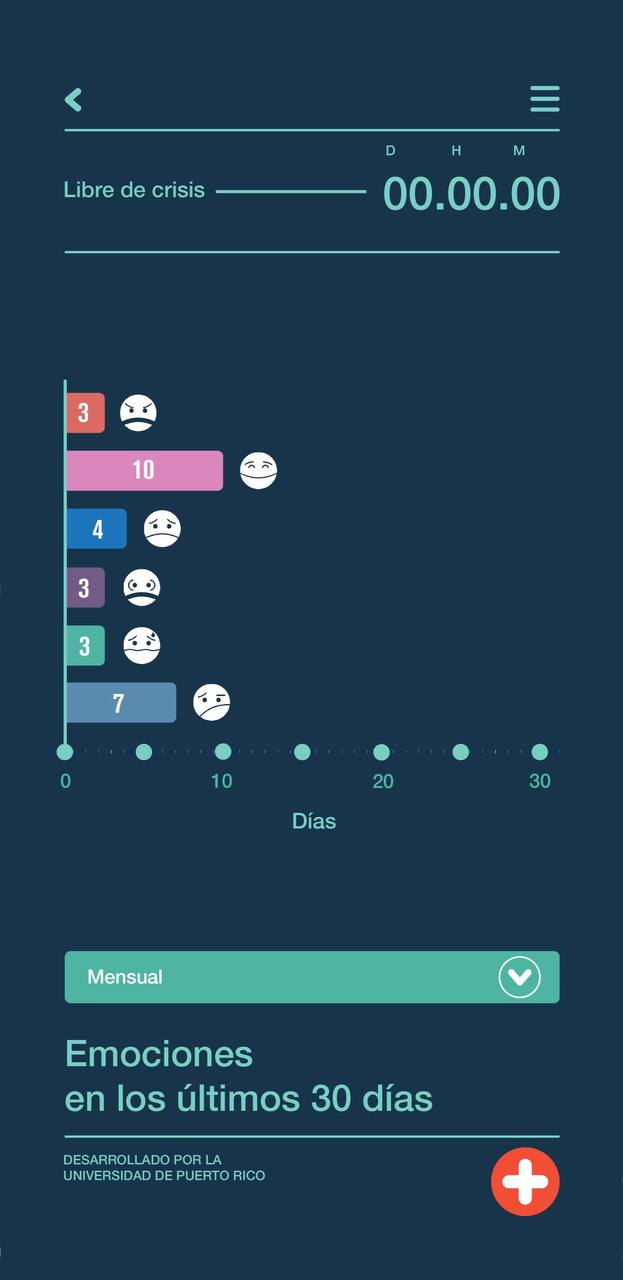 D H M
Libre de crisis 00.00.00
3
10
4
3
3
7
0 10 20 30
Días
Mensual
Emociones
en los últimos 30 días
DESARROLLADO POR LA
UNIVERSIDAD DE PUERTO RICO